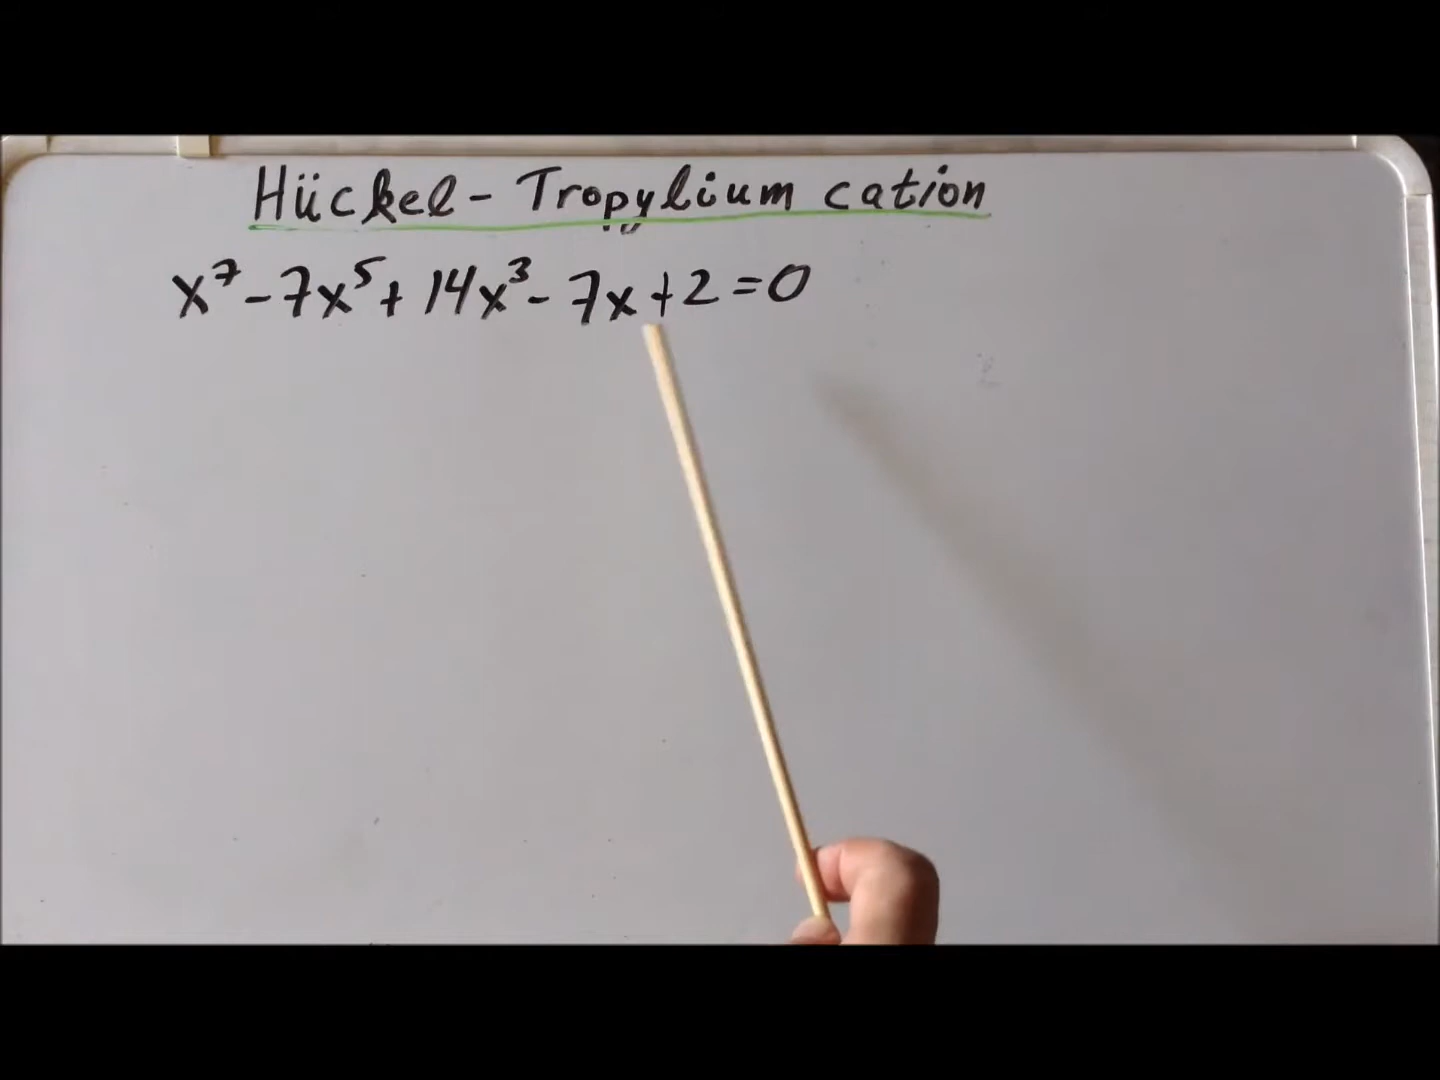 Hückel - Tropylium cation
x⁷ - 7x⁵ + 14x³ - 7x + 2 = 0